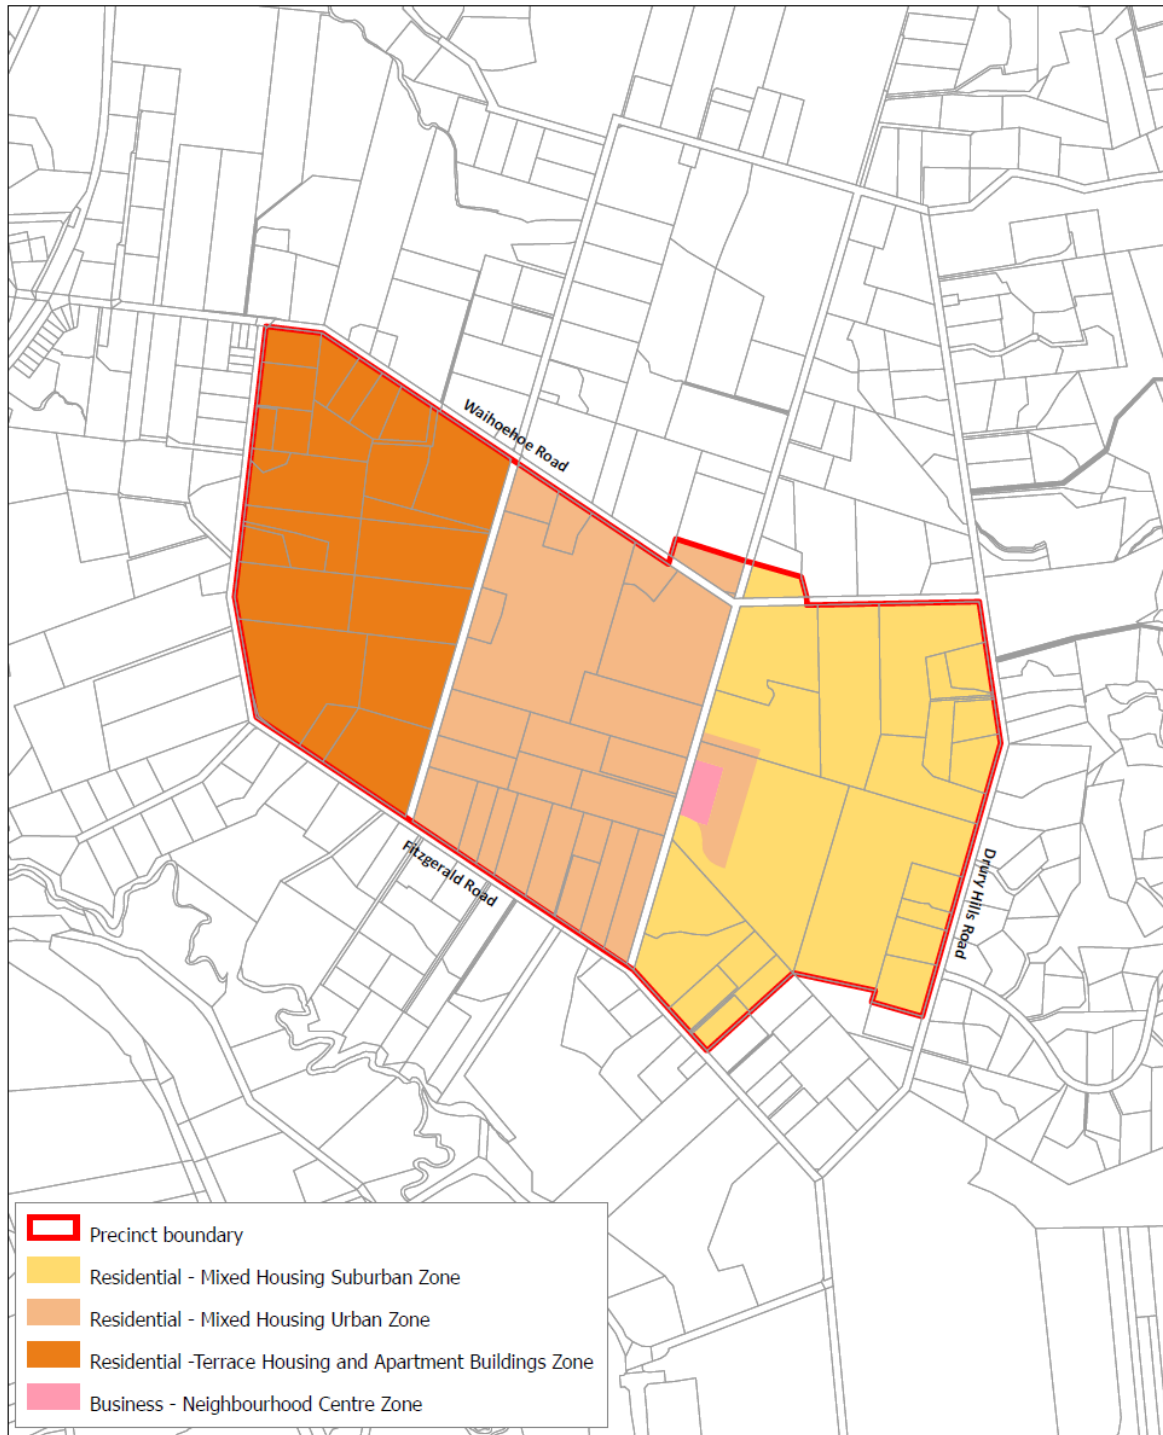 Waihoehoe Road
Fitzgerald Road
Drury Hills Road
Precinct boundary
Residential - Mixed Housing Suburban Zone
Residential - Mixed Housing Urban Zone
Residential -Terrace Housing and Apartment Buildings Zone
Business - Neighbourhood Centre Zone